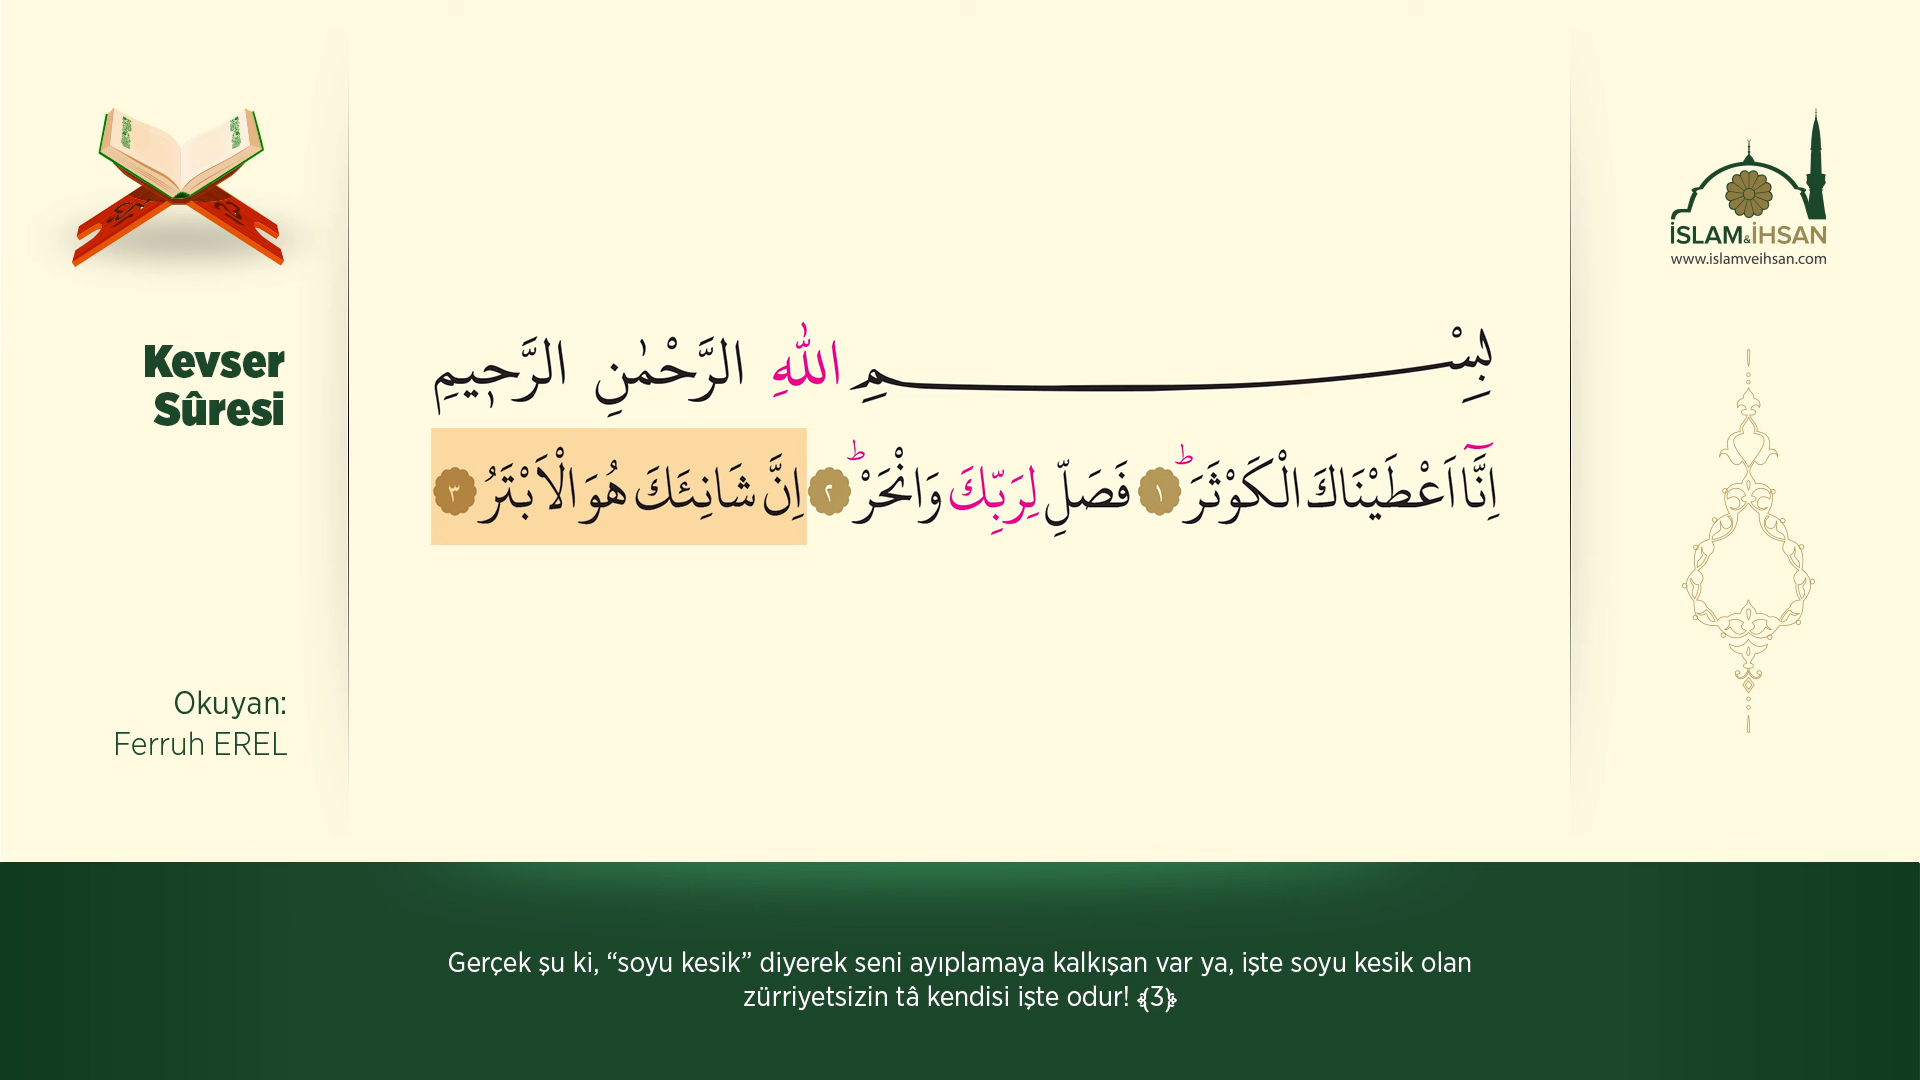 Kevser
Sûresi
Okuyan:
Ferruh EREL
بِسْمِ اللّٰهِ الرَّحْمٰنِ الرَّحٖيمِ
اِنَّٓا اَعْطَيْنَاكَ الْكَوْثَرَۜ ﴿١﴾ فَصَلِّ لِرَبِّكَ وَانْحَرْۜ ﴿٢﴾ اِنَّ شَانِئَكَ هُوَ الْاَبْتَرُ ﴿٣﴾
İSLAM&İHSAN
www.islamveihsan.com
Gerçek şu ki, “soyu kesik” diyerek seni ayıplamaya kalkışan var ya, işte soyu kesik olan
zürriyetsizin tâ kendisi işte odur! ﴾3﴿